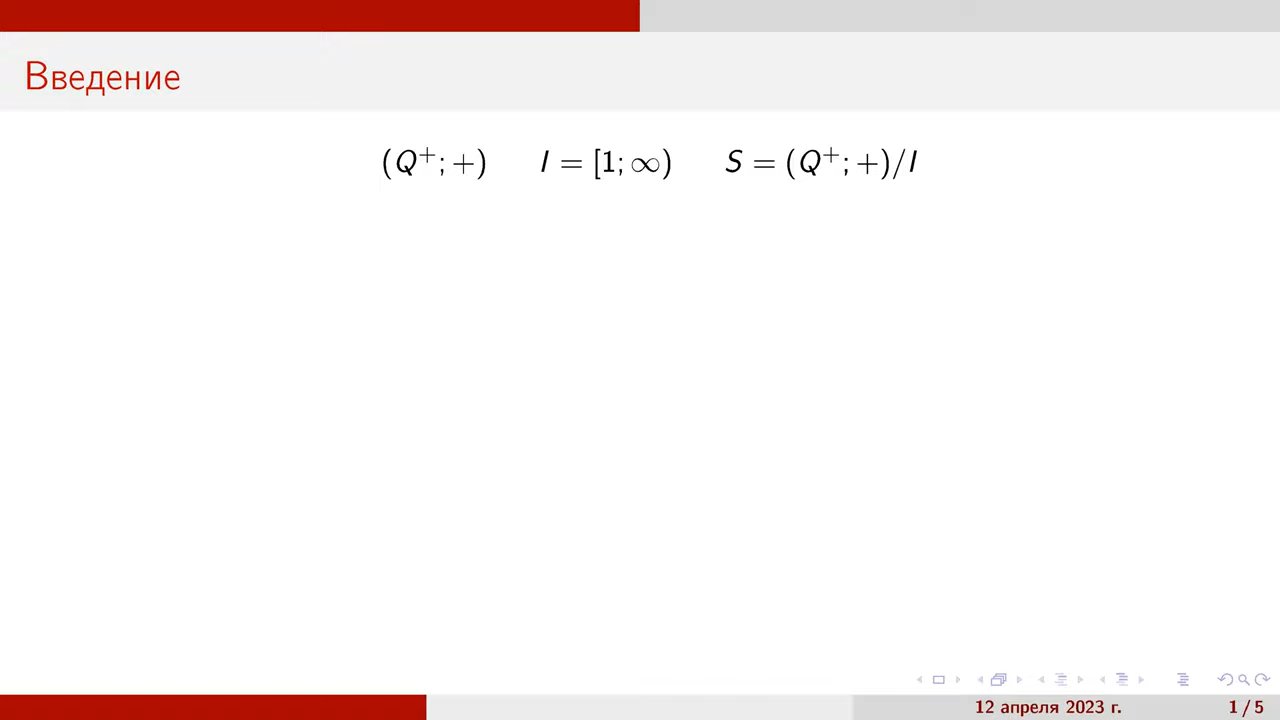 Введение
(Q⁺; +) I = [1; ∞) S = (Q⁺; +)/I
12 апреля 2023 г. 1 / 5